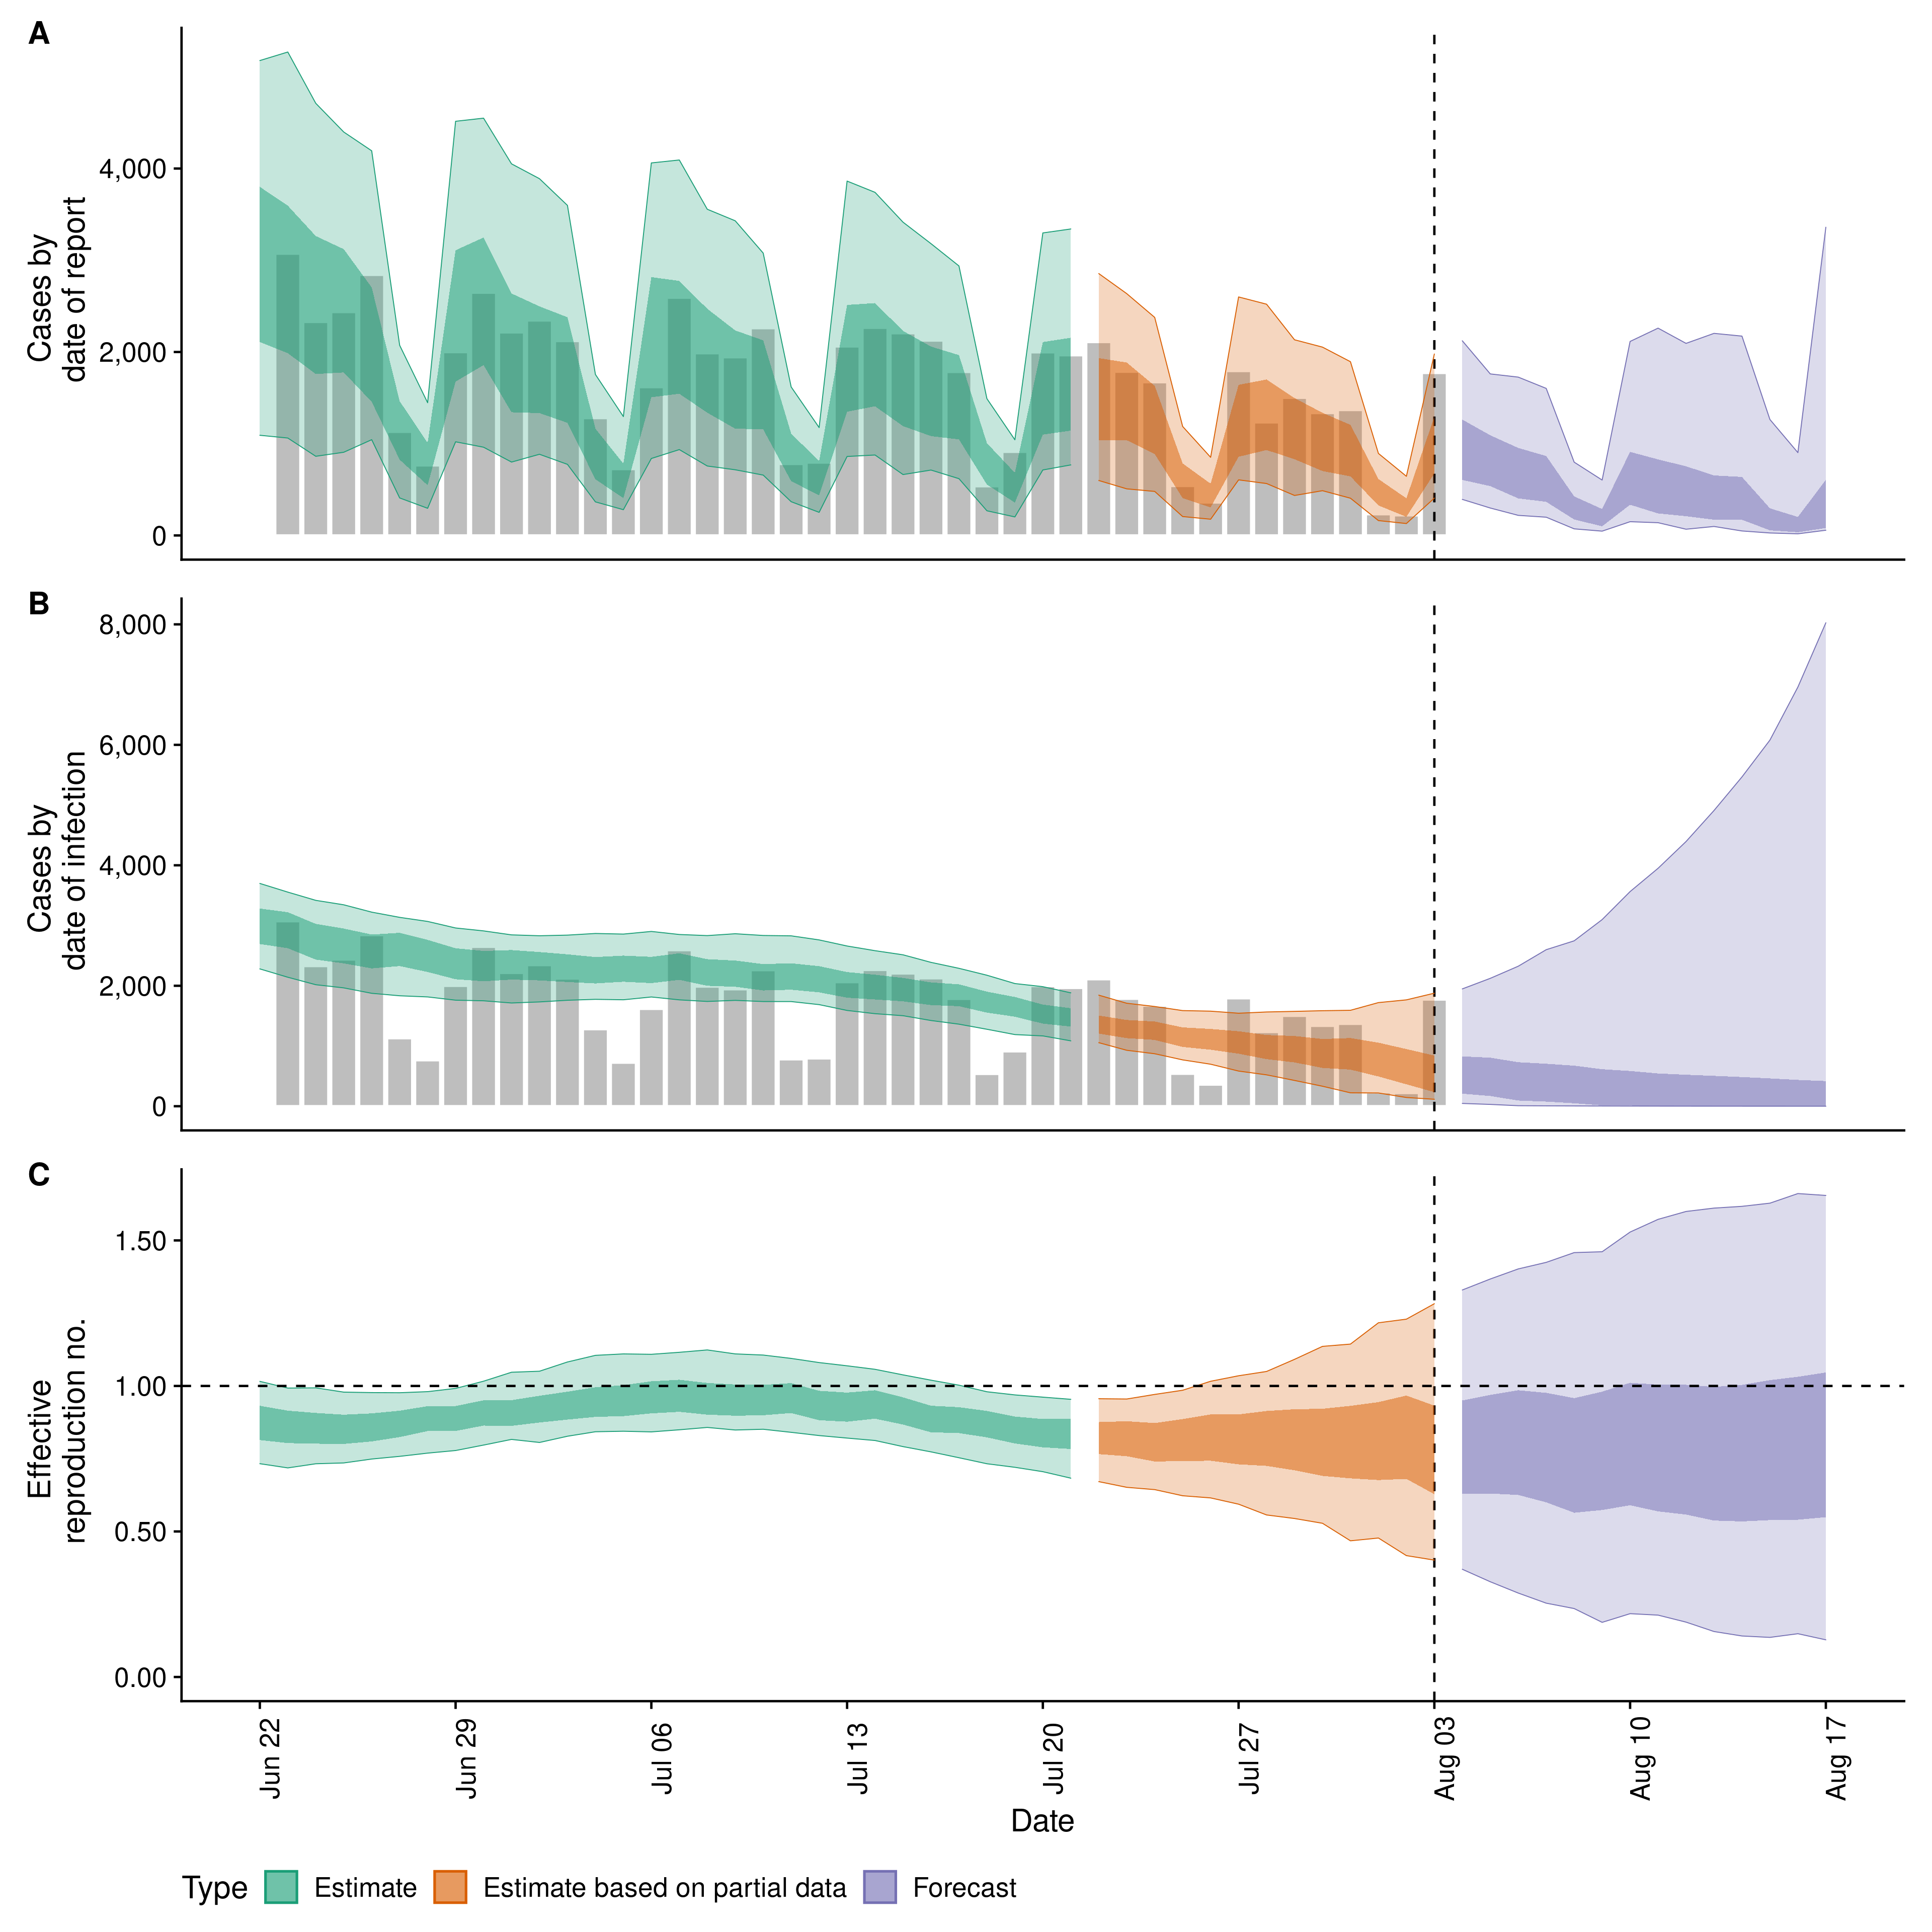 A
Cases by
date of report
4,000
2,000
0
B
Cases by
date of infection
8,000
6,000
4,000
2,000
0
C
Effective
reproduction no.
1.50
1.00
0.50
0.00
Jun 22
Jun 29
Jul 06
Jul 13
Jul 20
Jul 27
Aug 03
Aug 10
Aug 17
Date
Type Estimate Estimate based on partial data Forecast